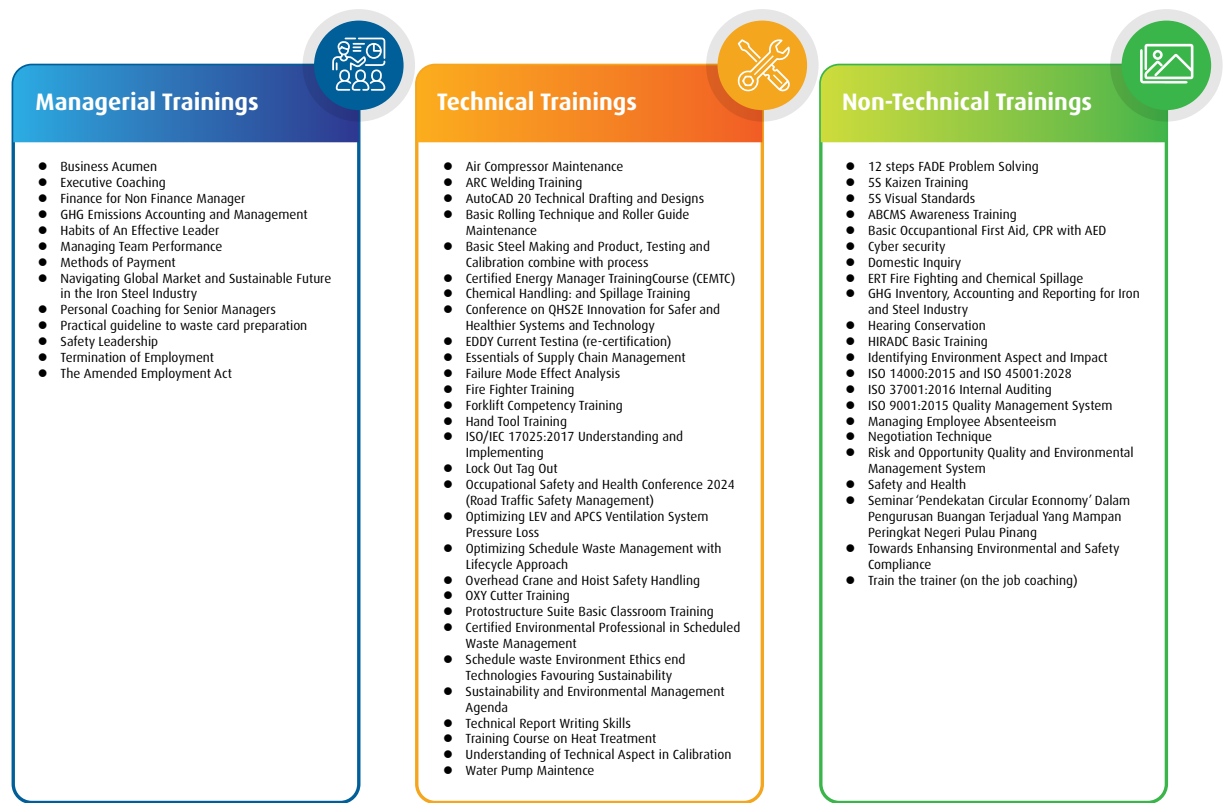 Managerial Trainings
● Business Acumen
● Executive Coaching
● Finance for Non Finance Manager
● GHG Emissions Accounting and Management
● Habits of An Effective Leader
● Managing Team Performance
● Methods of Payment
● Navigating Global Market and Sustainable Future
in the Iron Steel Industry
● Personal Coaching for Senior Managers
● Practical guideline to waste card preparation
● Safety Leadership
● Termination of Employment
● The Amended Employment Act
Technical Trainings
● Air Compressor Maintenance
● ARC Welding Training
● AutoCAD 20 Technical Drafting and Designs
● Basic Rolling Technique and Roller Guide
Maintenance
● Basic Steel Making and Product, Testing and
Calibration combine with process
● Certified Energy Manager TrainingCourse (CEMTC)
● Chemical Handling: and Spillage Training
● Conference on QHS2E Innovation for Safer and
Healthier Systems and Technology
● EDDY Current Testina (re-certification)
● Essentials of Supply Chain Management
● Failure Mode Effect Analysis
● Fire Fighter Training
● Forklift Competency Training
● Hand Tool Training
● ISO/IEC 17025:2017 Understanding and
Implementing
● Lock Out Tag Out
● Occupational Safety and Health Conference 2024
(Road Traffic Safety Management)
● Optimizing LEV and APCS Ventilation System
Pressure Loss
● Optimizing Schedule Waste Management with
Lifecycle Approach
● Overhead Crane and Hoist Safety Handling
● OXY Cutter Training
● Protostructure Suite Basic Classroom Training
● Certified Environmental Professional in Scheduled
Waste Management
● Schedule waste Environment Ethics end
Technologies Favouring Sustainability
● Sustainability and Environmental Management
Agenda
● Technical Report Writing Skills
● Training Course on Heat Treatment
● Understanding of Technical Aspect in Calibration
● Water Pump Maintence
Non-Technical Trainings
● 12 steps FADE Problem Solving
● 5S Kaizen Training
● 5S Visual Standards
● ABCMS Awareness Training
● Basic Occupantional First Aid, CPR with AED
● Cyber security
● Domestic Inquiry
● ERT Fire Fighting and Chemical Spillage
● GHG Inventory, Accounting and Reporting for Iron
and Steel Industry
● Hearing Conservation
● HIRADC Basic Training
● Identifying Environment Aspect and Impact
● ISO 14000:2015 and ISO 45001:2028
● ISO 37001:2016 Internal Auditing
● ISO 9001:2015 Quality Management System
● Managing Employee Absenteeism
● Negotiation Technique
● Risk and Opportunity Quality and Environmental
Management System
● Safety and Health
● Seminar ‘Pendekatan Circular Econnomy’ Dalam
Pengurusan Buangan Terjadual Yang Mampan
Peringkat Negeri Pulau Pinang
● Towards Enhansing Environmental and Safety
Compliance
● Train the trainer (on the job coaching)